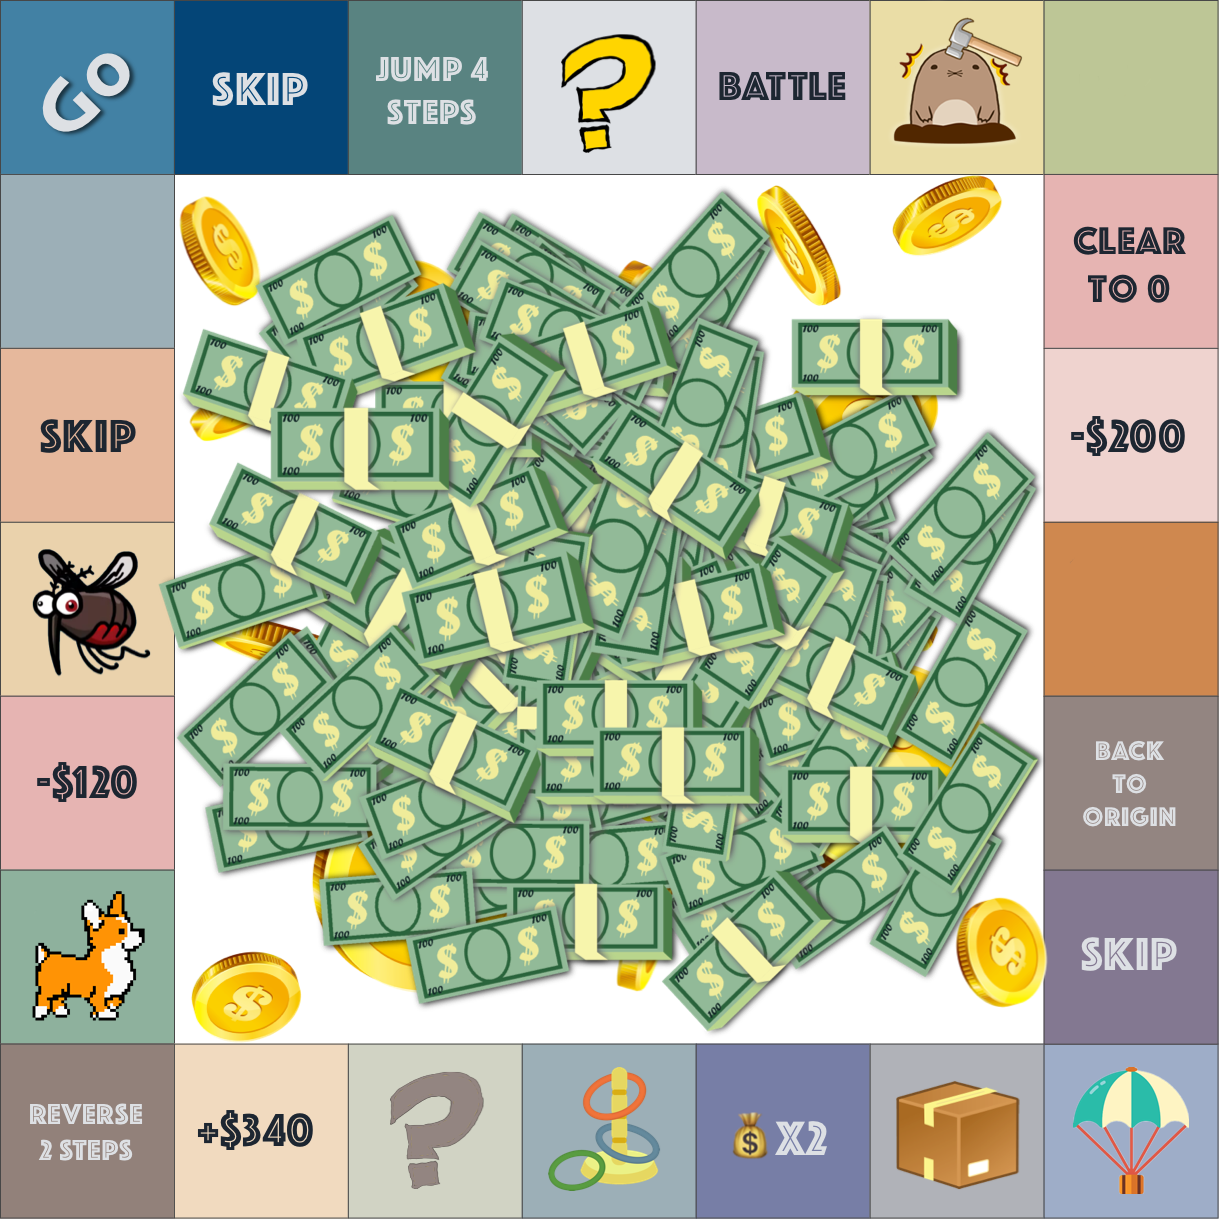 GO
SKIP
JUMP 4
STEPS
?
BATTLE
CLEAR
TO 0
SKIP
-$200
-$120
BACK
TO
ORIGIN
SKIP
REVERSE
2 STEPS
+$340
?
$ X2